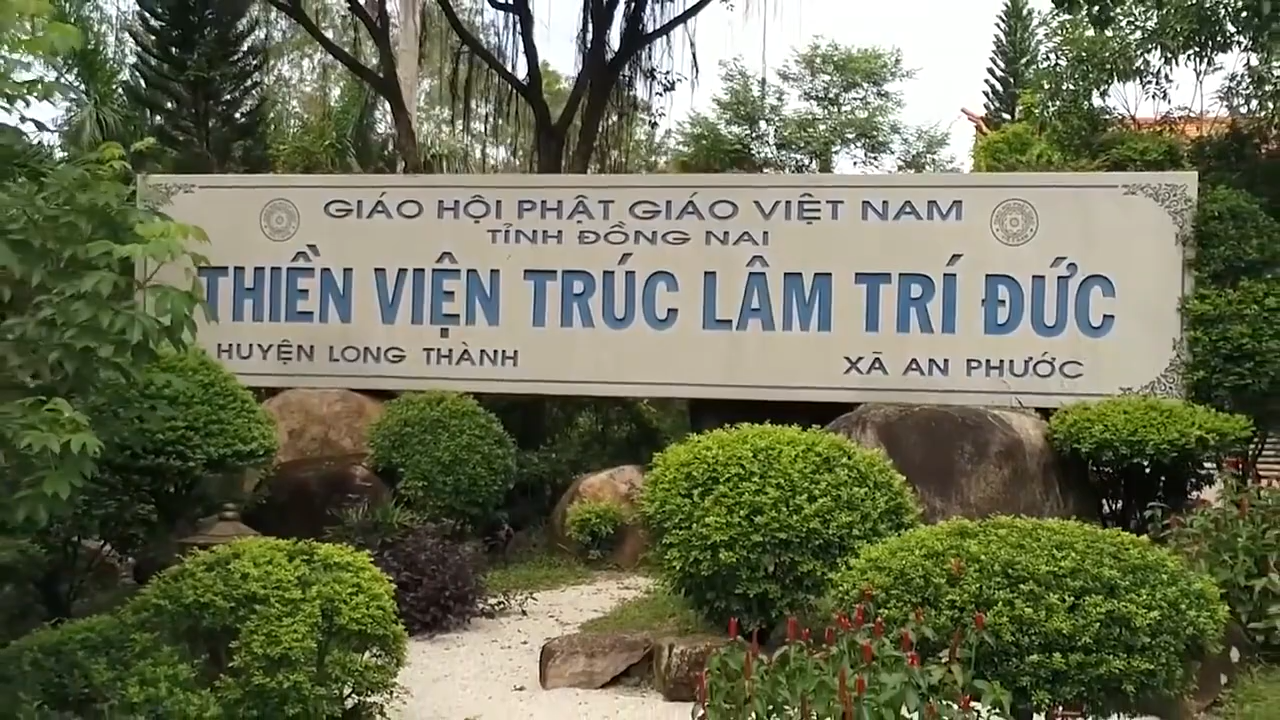 GIÁO HỘI PHẬT GIÁO VIỆT NAM
TỈNH ĐỒNG NAI
THIỀN VIỆN TRÚC LÂM TRÍ ĐỨC
HUYỆN LONG THÀNH XÃ AN PHƯỚC